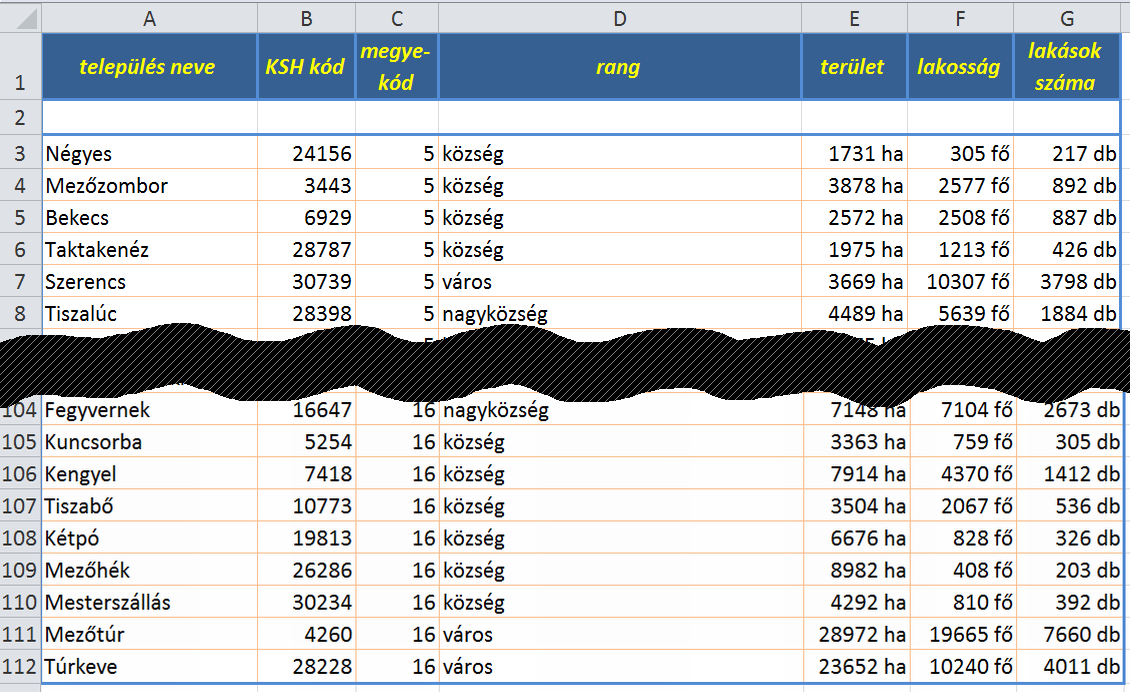 A B C D E F G
1 település neve KSH kód megye-kód rang terület lakosság lakások száma
2
3 Négyes 24156 5 község 1731 ha 305 fő 217 db
4 Mezőzombor 3443 5 község 3878 ha 2577 fő 892 db
5 Bekecs 6929 5 község 2572 ha 2508 fő 887 db
6 Taktakenéz 28787 5 község 1975 ha 1213 fő 426 db
7 Szerencs 30739 5 város 3669 ha 10307 fő 3798 db
8 Tiszalúc 28398 5 nagyközség 4489 ha 5639 fő 1884 db
104 Fegyvernek 16647 16 nagyközség 7148 ha 7104 fő 2673 db
105 Kuncsorba 5254 16 község 3363 ha 759 fő 305 db
106 Kengyel 7418 16 község 7914 ha 4370 fő 1412 db
107 Tiszabő 10773 16 község 3504 ha 2067 fő 536 db
108 Kétpó 19813 16 község 6676 ha 828 fő 326 db
109 Mezőhék 26286 16 község 8982 ha 408 fő 203 db
110 Mesterszállás 30234 16 község 4292 ha 810 fő 392 db
111 Mezőtúr 4260 16 város 28972 ha 19665 fő 7660 db
112 Túrkeve 28228 16 város 23652 ha 10240 fő 4011 db